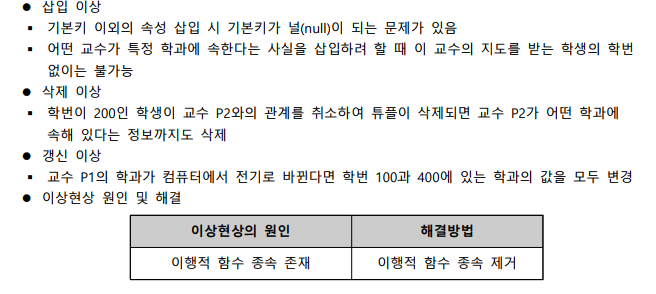 ● 삽입 이상
▪ 기본키 이외의 속성 삽입 시 기본키가 널(null)이 되는 문제가 있음
▪ 어떤 교수가 특정 학과에 속한다는 사실을 삽입하려 할 때 이 교수의 지도를 받는 학생의 학번
없이는 불가능
● 삭제 이상
▪ 학번이 200인 학생이 교수 P2와의 관계를 취소하여 튜플이 삭제되면 교수 P2가 어떤 학과에
속해 있다는 정보까지도 삭제
● 갱신 이상
▪ 교수 P1의 학과가 컴퓨터에서 전기로 바뀐다면 학번 100과 400에 있는 학과의 값을 모두 변경
● 이상현상 원인 및 해결
이상현상의 원인 해결방법
이행적 함수 종속 존재 이행적 함수 종속 제거